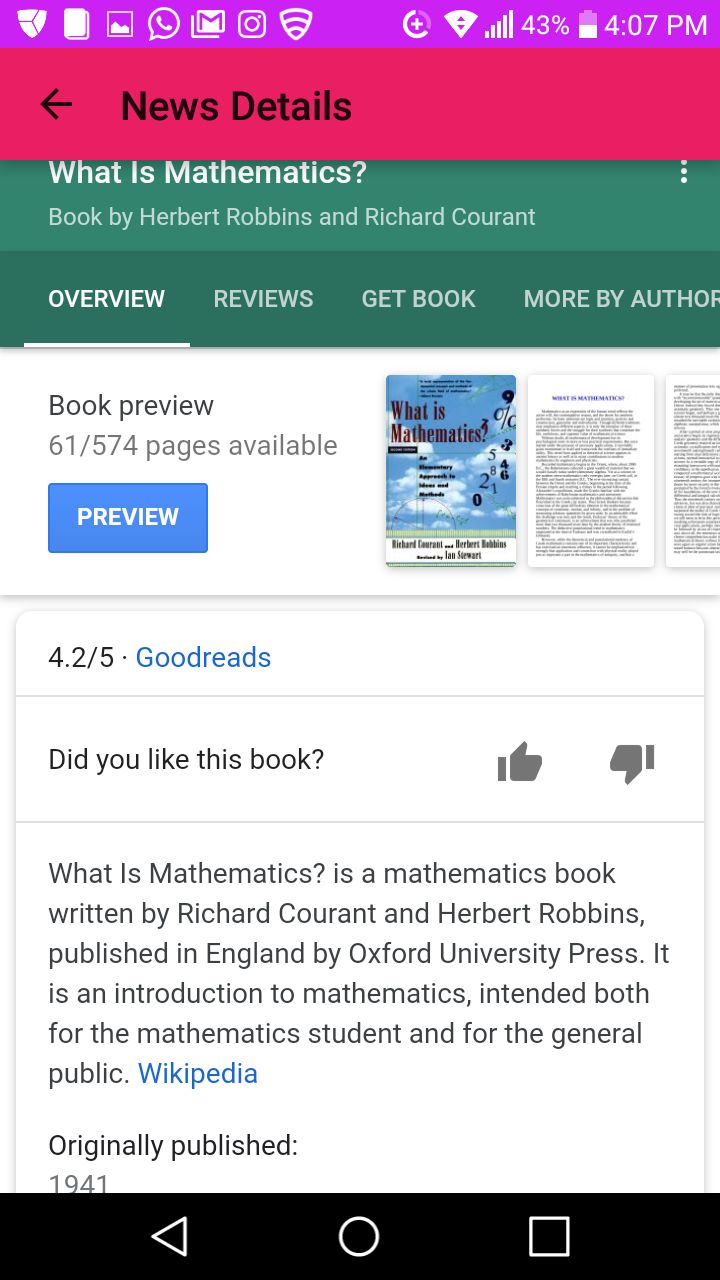 43% 4:07 PM
News Details
What Is Mathematics?
Book by Herbert Robbins and Richard Courant
OVERVIEW REVIEWS GET BOOK MORE BY AUTHOR
Book preview
61/574 pages available
PREVIEW
What is
Mathematics?
SECOND EDITION
An
Elementary
Approach to
Ideas and
Methods
Richard Courant and Herbert Robbins
Revised by Ian Stewart
WHAT IS MATHEMATICS?
4.2/5 · Goodreads
Did you like this book?
What Is Mathematics? is a mathematics book
written by Richard Courant and Herbert Robbins,
published in England by Oxford University Press. It
is an introduction to mathematics, intended both
for the mathematics student and for the general
public. Wikipedia
Originally published:
1941